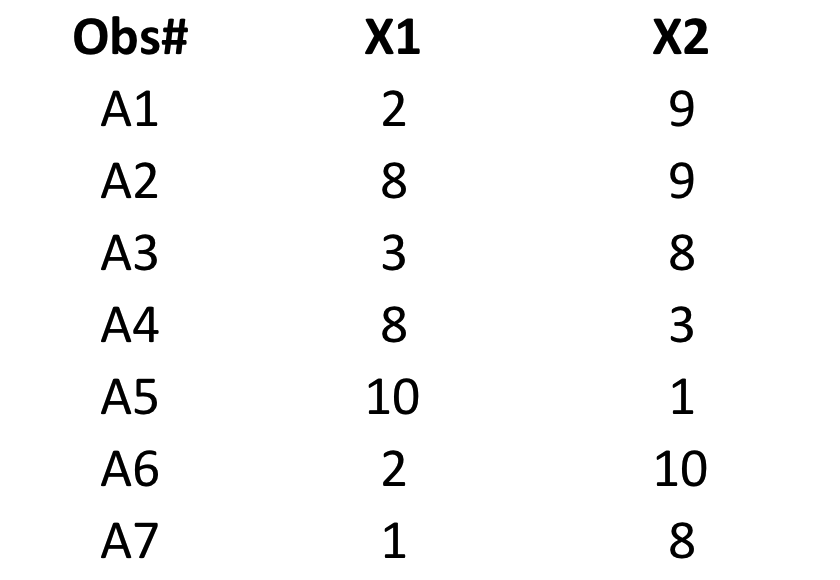 Obs# X1 X2
A1 2 9
A2 8 9
A3 3 8
A4 8 3
A5 10 1
A6 2 10
A7 1 8